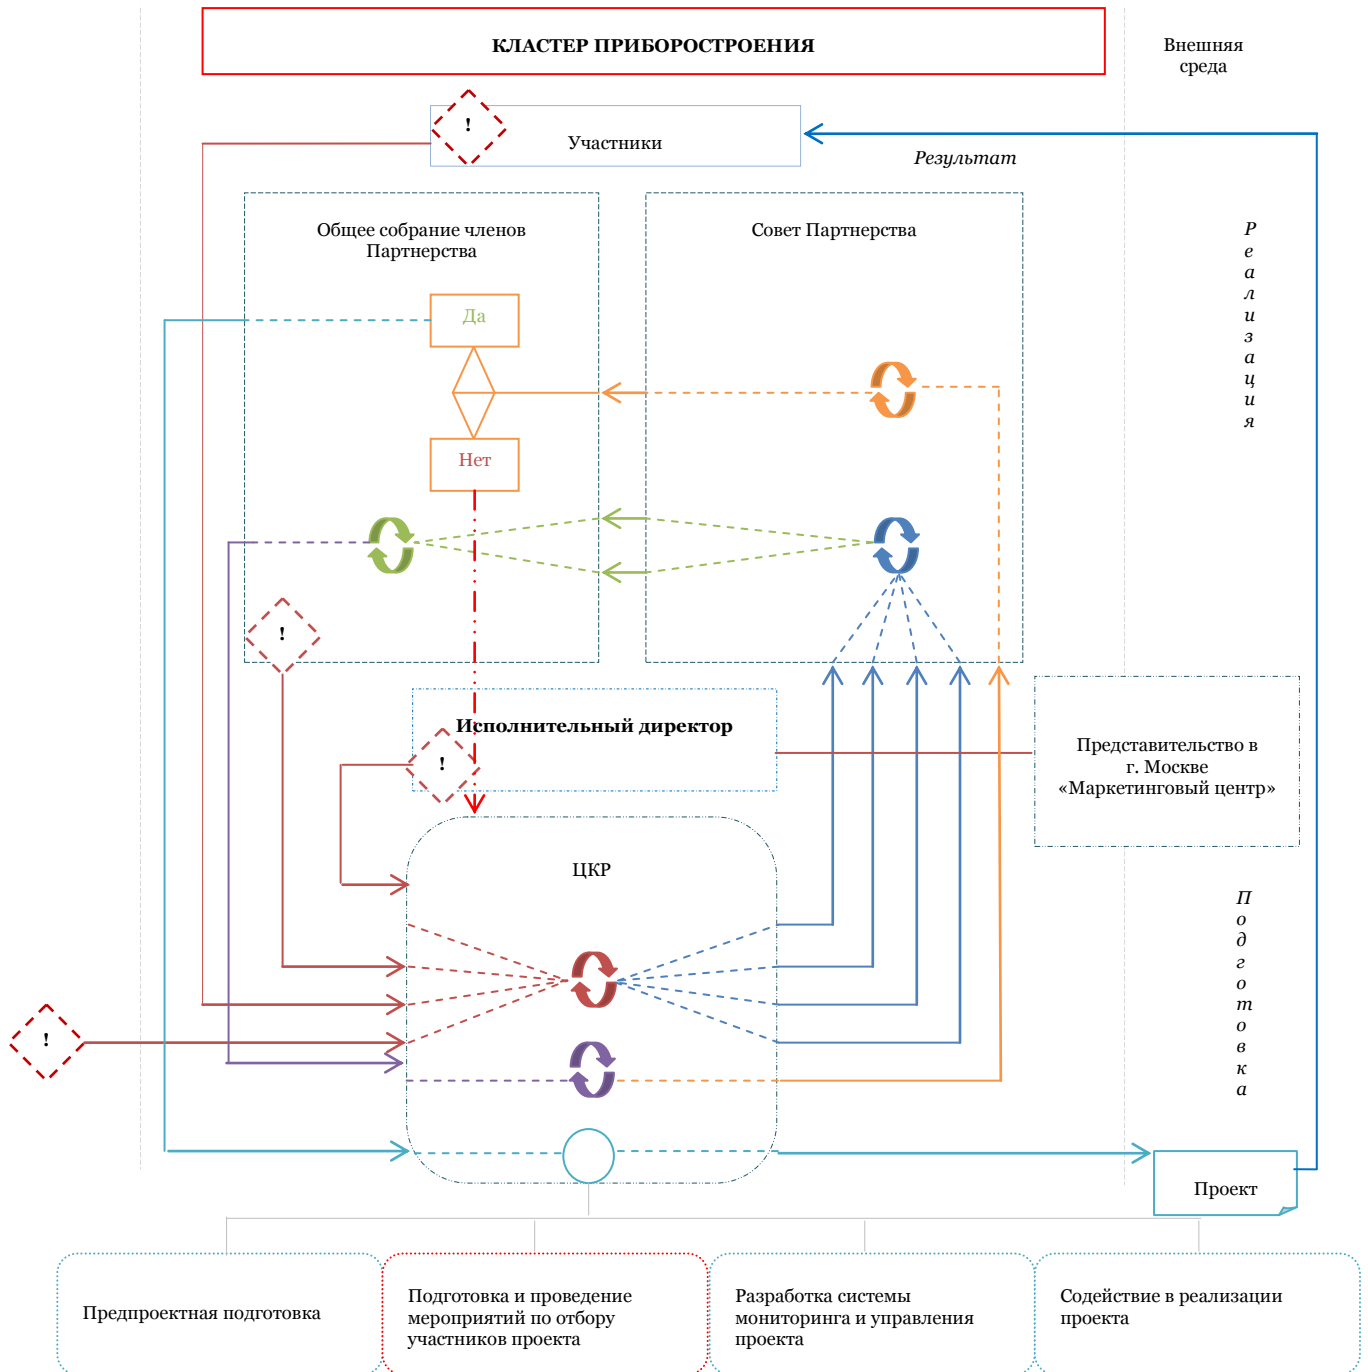 КЛАСТЕР ПРИБОРОСТРОЕНИЯ
Внешняя
среда
!
Участники
Результат
Общее собрание членов
Партнерства
Совет Партнерства
Реализация
Да
Нет
!
Исполнительный директор
!
Представительство в
г. Москве
«Маркетинговый центр»
ЦКР
Подготовка
!
Проект
Предпроектная подготовка
Подготовка и проведение
мероприятий по отбору
участников проекта
Разработка системы
мониторинга и управления
проекта
Содействие в реализации
проекта